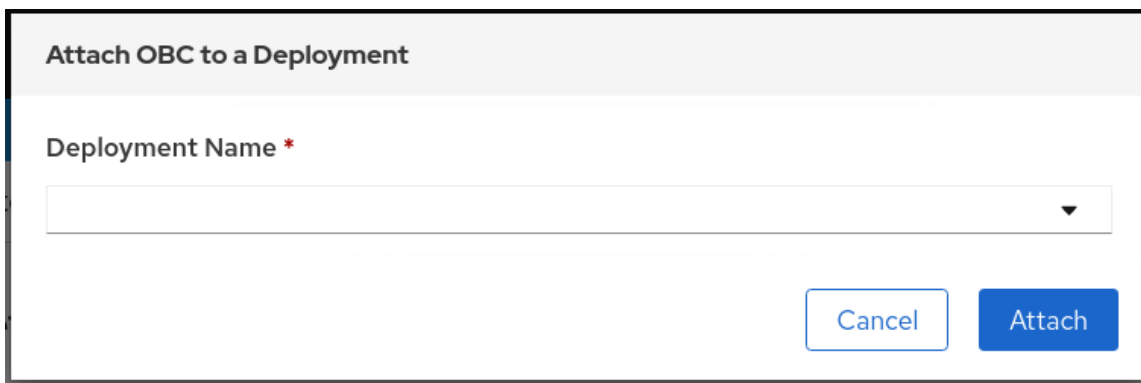 Attach OBC to a Deployment
Deployment Name *
Cancel
Attach